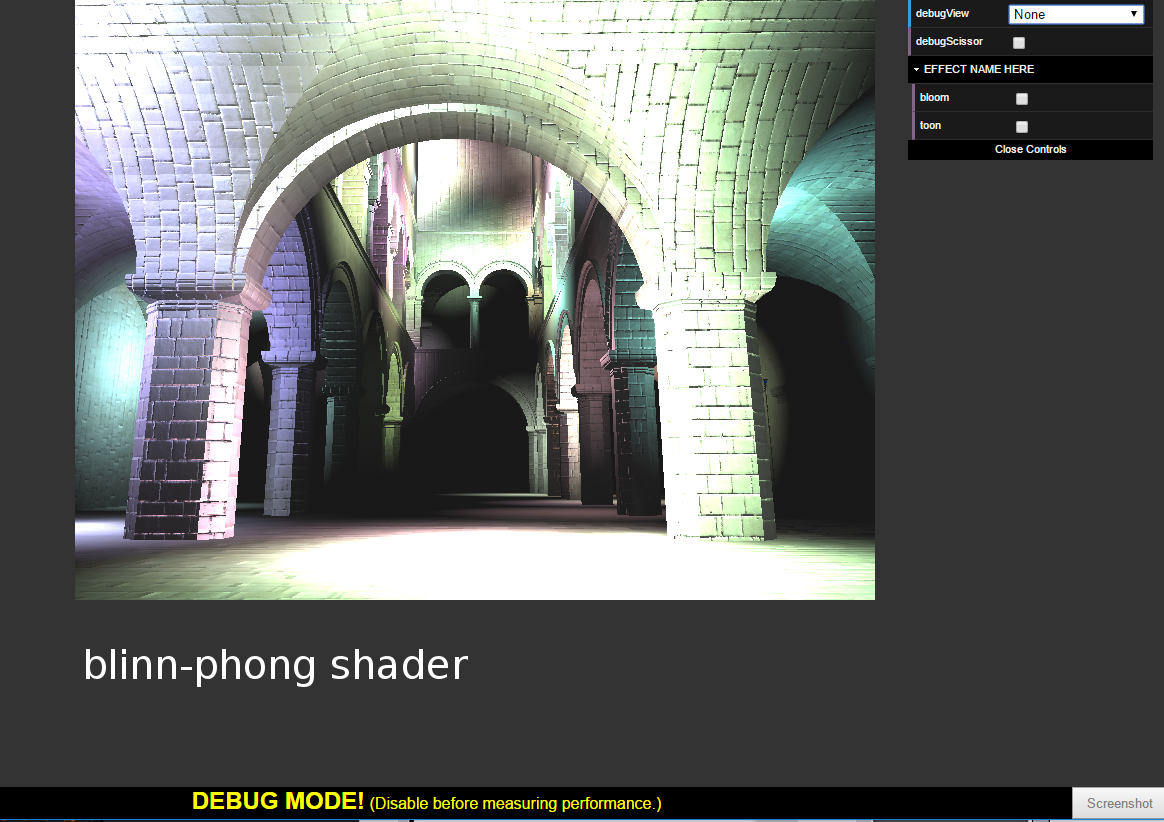 debugView
None
debugScissor
EFFECT NAME HERE
bloom
toon
Close Controls
blinn-phong shader
DEBUG MODE! (Disable before measuring performance.)
Screenshot